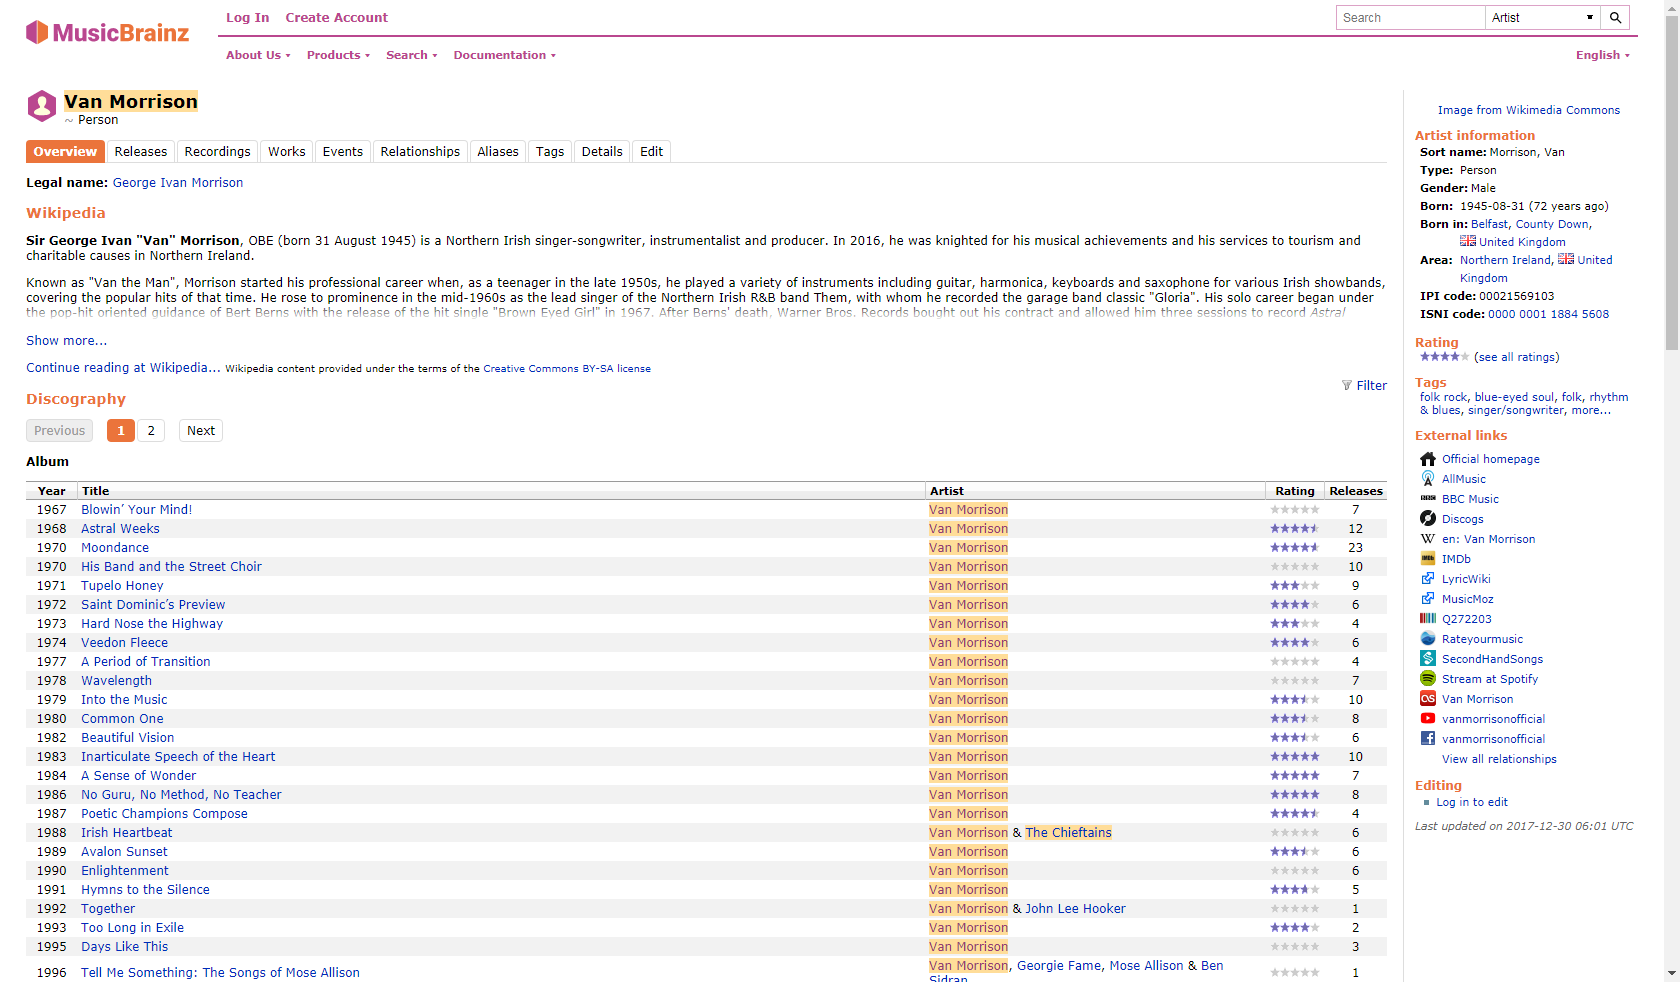 MusicBrainz
Log In Create Account
Search Artist
About Us Products Search Documentation English
Van Morrison
~ Person
Overview Releases Recordings Works Events Relationships Aliases Tags Details Edit
Legal name: George Ivan Morrison
Wikipedia
Sir George Ivan "Van" Morrison, OBE (born 31 August 1945) is a Northern Irish singer-songwriter, instrumentalist and producer. In 2016, he was knighted for his musical achievements and his services to tourism and
charitable causes in Northern Ireland.
Known as "Van the Man", Morrison started his professional career when, as a teenager in the late 1950s, he played a variety of instruments including guitar, harmonica, keyboards and saxophone for various Irish showbands,
covering the popular hits of that time. He rose to prominence in the mid-1960s as the lead singer of the Northern Irish R&B band Them, with whom he recorded the garage band classic "Gloria". His solo career began under
the pop-hit oriented guidance of Bert Berns with the release of the hit single "Brown Eyed Girl" in 1967. After Berns' death, Warner Bros. Records bought out his contract and allowed him three sessions to record Astral
Show more...
Continue reading at Wikipedia... Wikipedia content provided under the terms of the Creative Commons BY-SA license
Filter
Discography
Previous 1 2 Next
Album
Year Title Artist Rating Releases
1967 Blowin’ Your Mind! Van Morrison 7
1968 Astral Weeks Van Morrison 12
1970 Moondance Van Morrison 23
1970 His Band and the Street Choir Van Morrison 10
1971 Tupelo Honey Van Morrison 9
1972 Saint Dominic’s Preview Van Morrison 6
1973 Hard Nose the Highway Van Morrison 4
1974 Veedon Fleece Van Morrison 6
1977 A Period of Transition Van Morrison 4
1978 Wavelength Van Morrison 7
1979 Into the Music Van Morrison 10
1980 Common One Van Morrison 8
1982 Beautiful Vision Van Morrison 6
1983 Inarticulate Speech of the Heart Van Morrison 10
1984 A Sense of Wonder Van Morrison 7
1986 No Guru, No Method, No Teacher Van Morrison 8
1987 Poetic Champions Compose Van Morrison 4
1988 Irish Heartbeat Van Morrison & The Chieftains 6
1989 Avalon Sunset Van Morrison 6
1990 Enlightenment Van Morrison 6
1991 Hymns to the Silence Van Morrison 5
1992 Together Van Morrison & John Lee Hooker 1
1993 Too Long in Exile Van Morrison 2
1995 Days Like This Van Morrison 3
1996 Tell Me Something: The Songs of Mose Allison Van Morrison, Georgie Fame, Mose Allison & Ben 1
Sidran
Image from Wikimedia Commons
Artist information
Sort name: Morrison, Van
Type: Person
Gender: Male
Born: 1945-08-31 (72 years ago)
Born in: Belfast, County Down,
United Kingdom
Area: Northern Ireland, United
Kingdom
IPI code: 00021569103
ISNI code: 0000 0001 1884 5608
Rating
(see all ratings)
Tags
folk rock, blue-eyed soul, folk, rhythm
& blues, singer/songwriter, more...
External links
Official homepage
AllMusic
BBC Music
Discogs
en: Van Morrison
IMDb
LyricWiki
MusicMoz
Q272203
Rateyourmusic
SecondHandSongs
Stream at Spotify
Van Morrison
vanmorrisonofficial
vanmorrisonofficial
View all relationships
Editing
Log in to edit
Last updated on 2017-12-30 06:01 UTC